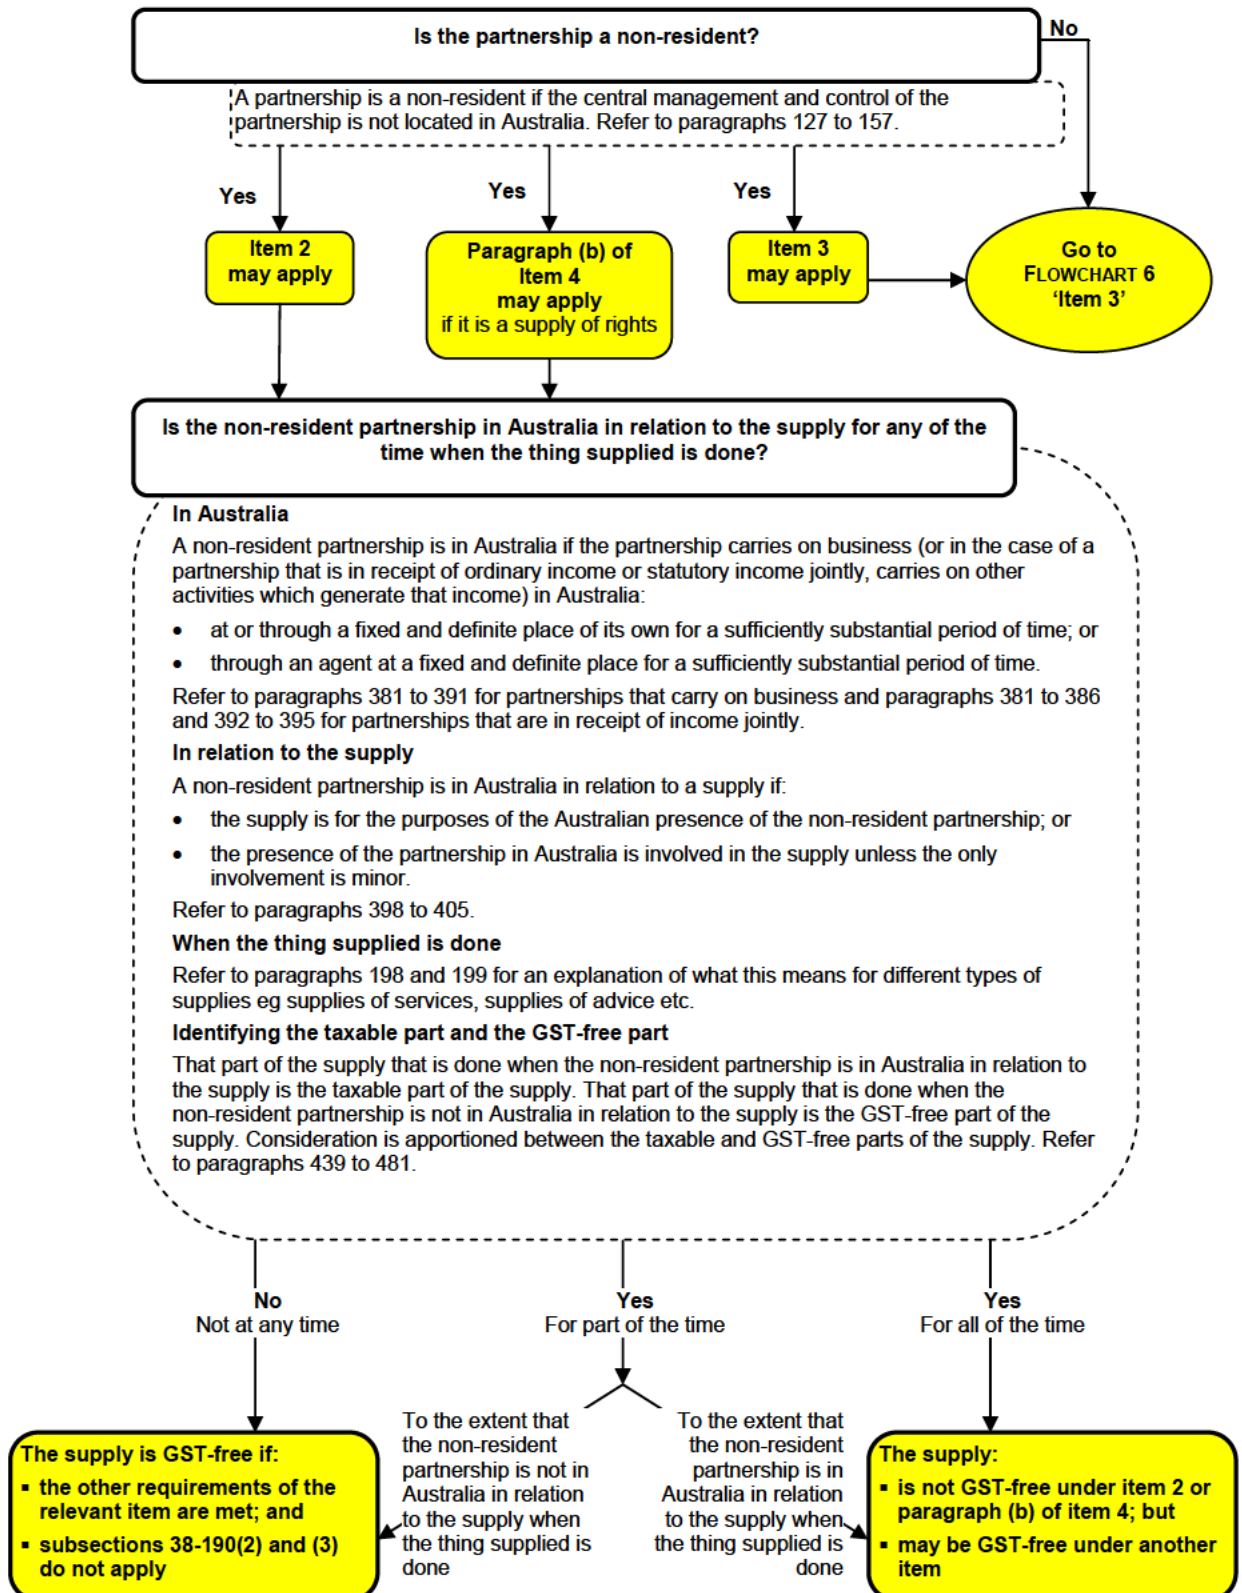 Is the partnership a non-resident?
No
A partnership is a non-resident if the central management and control of the
partnership is not located in Australia. Refer to paragraphs 127 to 157.
Yes
Yes
Yes
Item 2
may apply
Paragraph (b) of
Item 4
may apply
if it is a supply of rights
Item 3
may apply
Go to
FLOWCHART 6
‘Item 3’
Is the non-resident partnership in Australia in relation to the supply for any of the
time when the thing supplied is done?
In Australia
A non-resident partnership is in Australia if the partnership carries on business (or in the case of a
partnership that is in receipt of ordinary income or statutory income jointly, carries on other
activities which generate that income) in Australia:
• at or through a fixed and definite place of its own for a sufficiently substantial period of time; or
• through an agent at a fixed and definite place for a sufficiently substantial period of time.
Refer to paragraphs 381 to 391 for partnerships that carry on business and paragraphs 381 to 386
and 392 to 395 for partnerships that are in receipt of income jointly.
In relation to the supply
A non-resident partnership is in Australia in relation to a supply if:
• the supply is for the purposes of the Australian presence of the non-resident partnership; or
• the presence of the partnership in Australia is involved in the supply unless the only
involvement is minor.
Refer to paragraphs 398 to 405.
When the thing supplied is done
Refer to paragraphs 198 and 199 for an explanation of what this means for different types of
supplies eg supplies of services, supplies of advice etc.
Identifying the taxable part and the GST-free part
That part of the supply that is done when the non-resident partnership is in Australia in relation to
the supply is the taxable part of the supply. That part of the supply that is done when the
non-resident partnership is not in Australia in relation to the supply is the GST-free part of the
supply. Consideration is apportioned between the taxable and GST-free parts of the supply. Refer
to paragraphs 439 to 481.
No
Not at any time
Yes
For part of the time
Yes
For all of the time
The supply is GST-free if:
▪ the other requirements of the
relevant item are met; and
▪ subsections 38-190(2) and (3)
do not apply
To the extent that
the non-resident
partnership is not in
Australia in relation
to the supply when
the thing supplied is
done
To the extent that
the non-resident
partnership is in
Australia in relation
to the supply when
the thing supplied is
done
The supply:
▪ is not GST-free under item 2 or
paragraph (b) of item 4; but
▪ may be GST-free under another
item